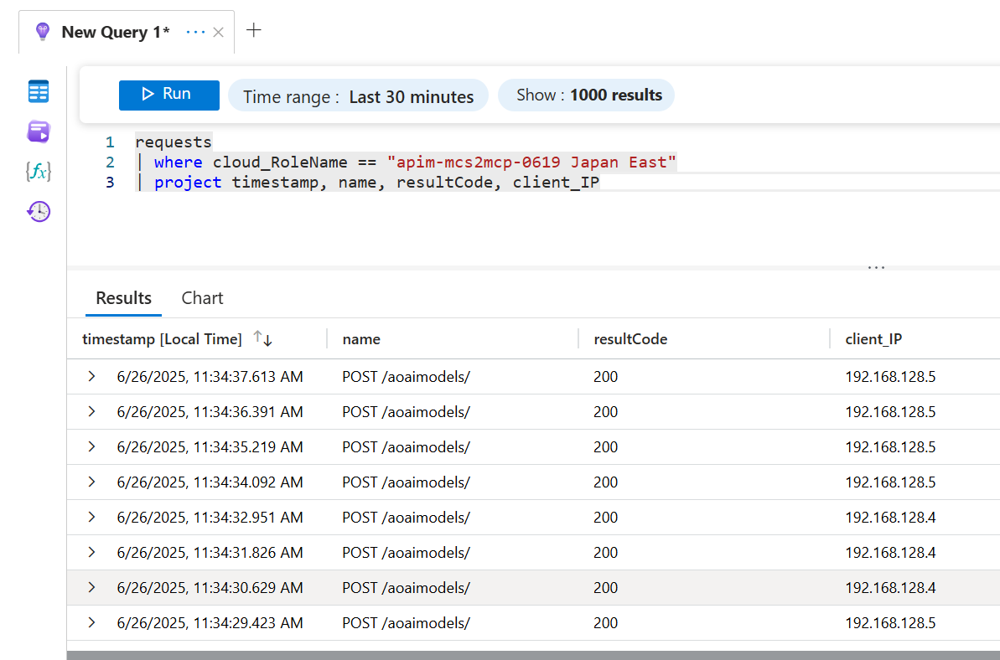 New Query 1* ···
Run
Time range : Last 30 minutes
Show : 1000 results
1 requests
2 | where cloud_RoleName == "apim-mcs2mcp-0619 Japan East"
3 | project timestamp, name, resultCode, client_IP
···
Results Chart
timestamp [Local Time] ↑↓ name resultCode client_IP
6/26/2025, 11:34:37.613 AM POST /aoaimodels/ 200 192.168.128.5
6/26/2025, 11:34:36.391 AM POST /aoaimodels/ 200 192.168.128.5
6/26/2025, 11:34:35.219 AM POST /aoaimodels/ 200 192.168.128.5
6/26/2025, 11:34:34.092 AM POST /aoaimodels/ 200 192.168.128.5
6/26/2025, 11:34:32.951 AM POST /aoaimodels/ 200 192.168.128.4
6/26/2025, 11:34:31.826 AM POST /aoaimodels/ 200 192.168.128.4
6/26/2025, 11:34:30.629 AM POST /aoaimodels/ 200 192.168.128.4
6/26/2025, 11:34:29.423 AM POST /aoaimodels/ 200 192.168.128.5